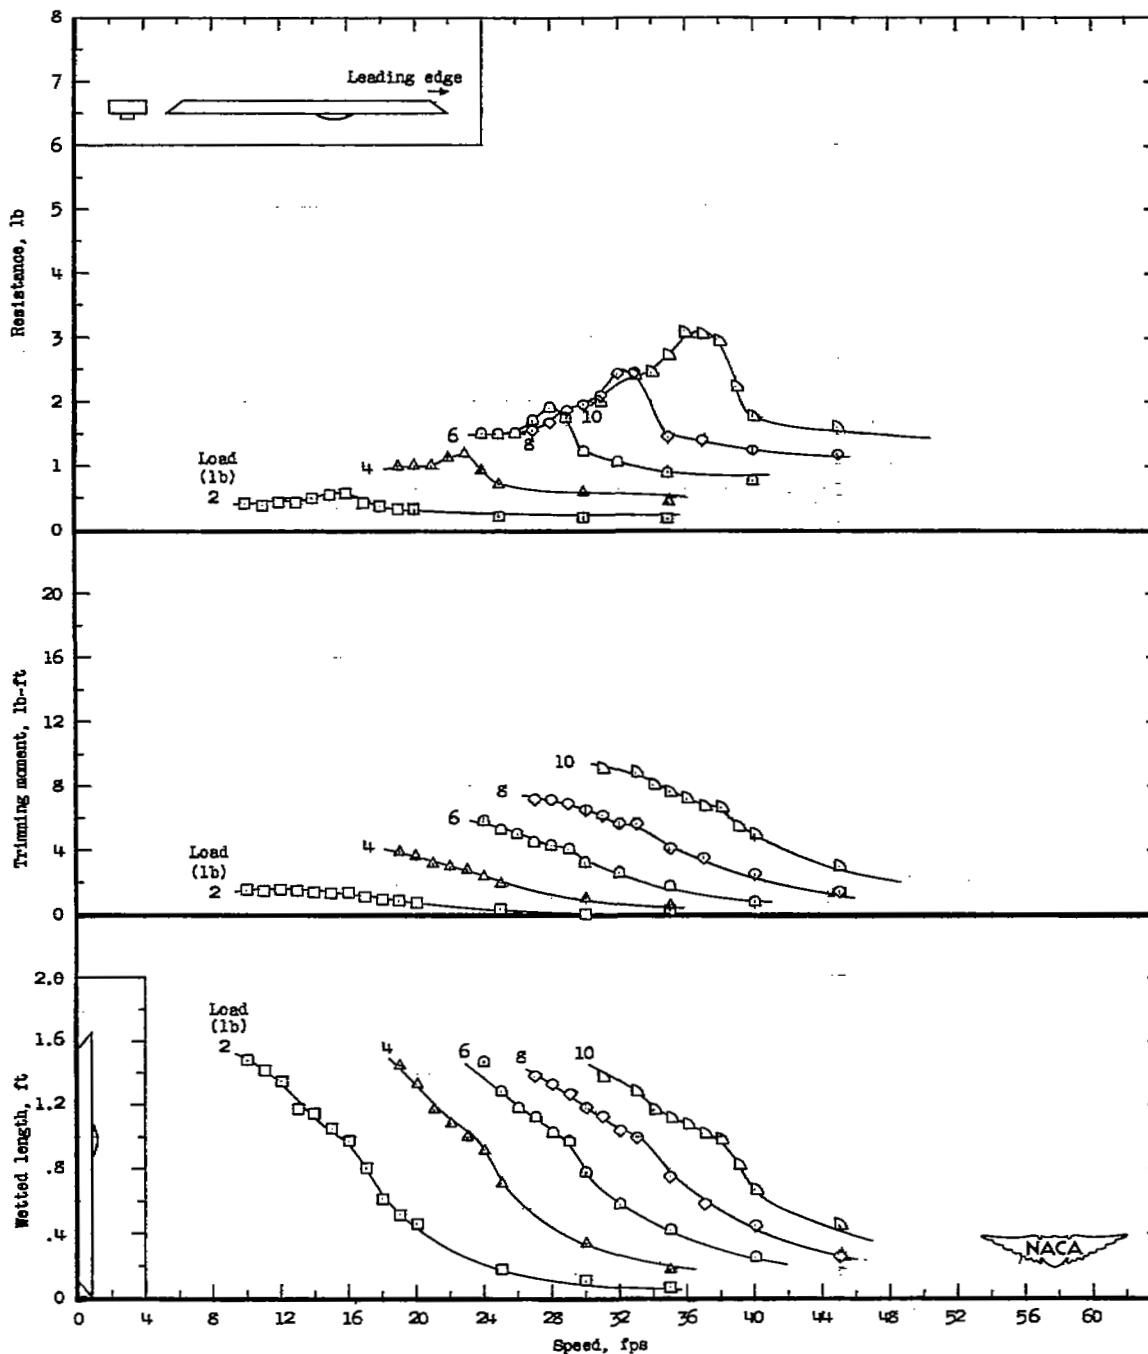 8
7
6
5
4
3
2
1
0
Resistance, lb
Leading edge
10
8
6
4
Load
(lb)
2
20
16
12
8
4
0
Trimming moment, lb-ft
10
8
6
4
Load
(lb)
2
2.0
1.6
1.2
.8
.4
0
Wetted length, ft
Load
(lb)
2
4
6
8
10
NACA
0 4 8 12 16 20 24 28 32 36 40 44 48 52 56 60
Speed, fps